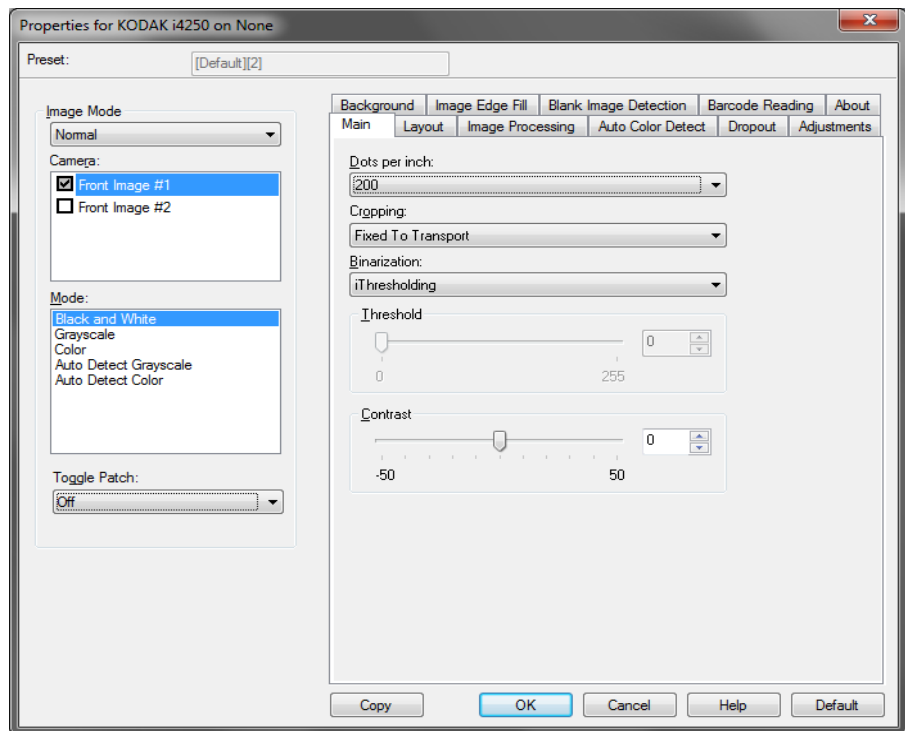 Properties for KODAK i4250 on None
Preset:
[Default][2]
Image Mode
Normal
Camera:
Front Image #1
Front Image #2
Mode:
Black and White
Grayscale
Color
Auto Detect Grayscale
Auto Detect Color
Toggle Patch:
Off
Background Image Edge Fill Blank Image Detection Barcode Reading About
Main Layout Image Processing Auto Color Detect Dropout Adjustments
Dots per inch:
200
Cropping:
Fixed To Transport
Binarization:
iThresholding
Threshold
0
0 255
Contrast
0
-50 50
Copy OK Cancel Help Default